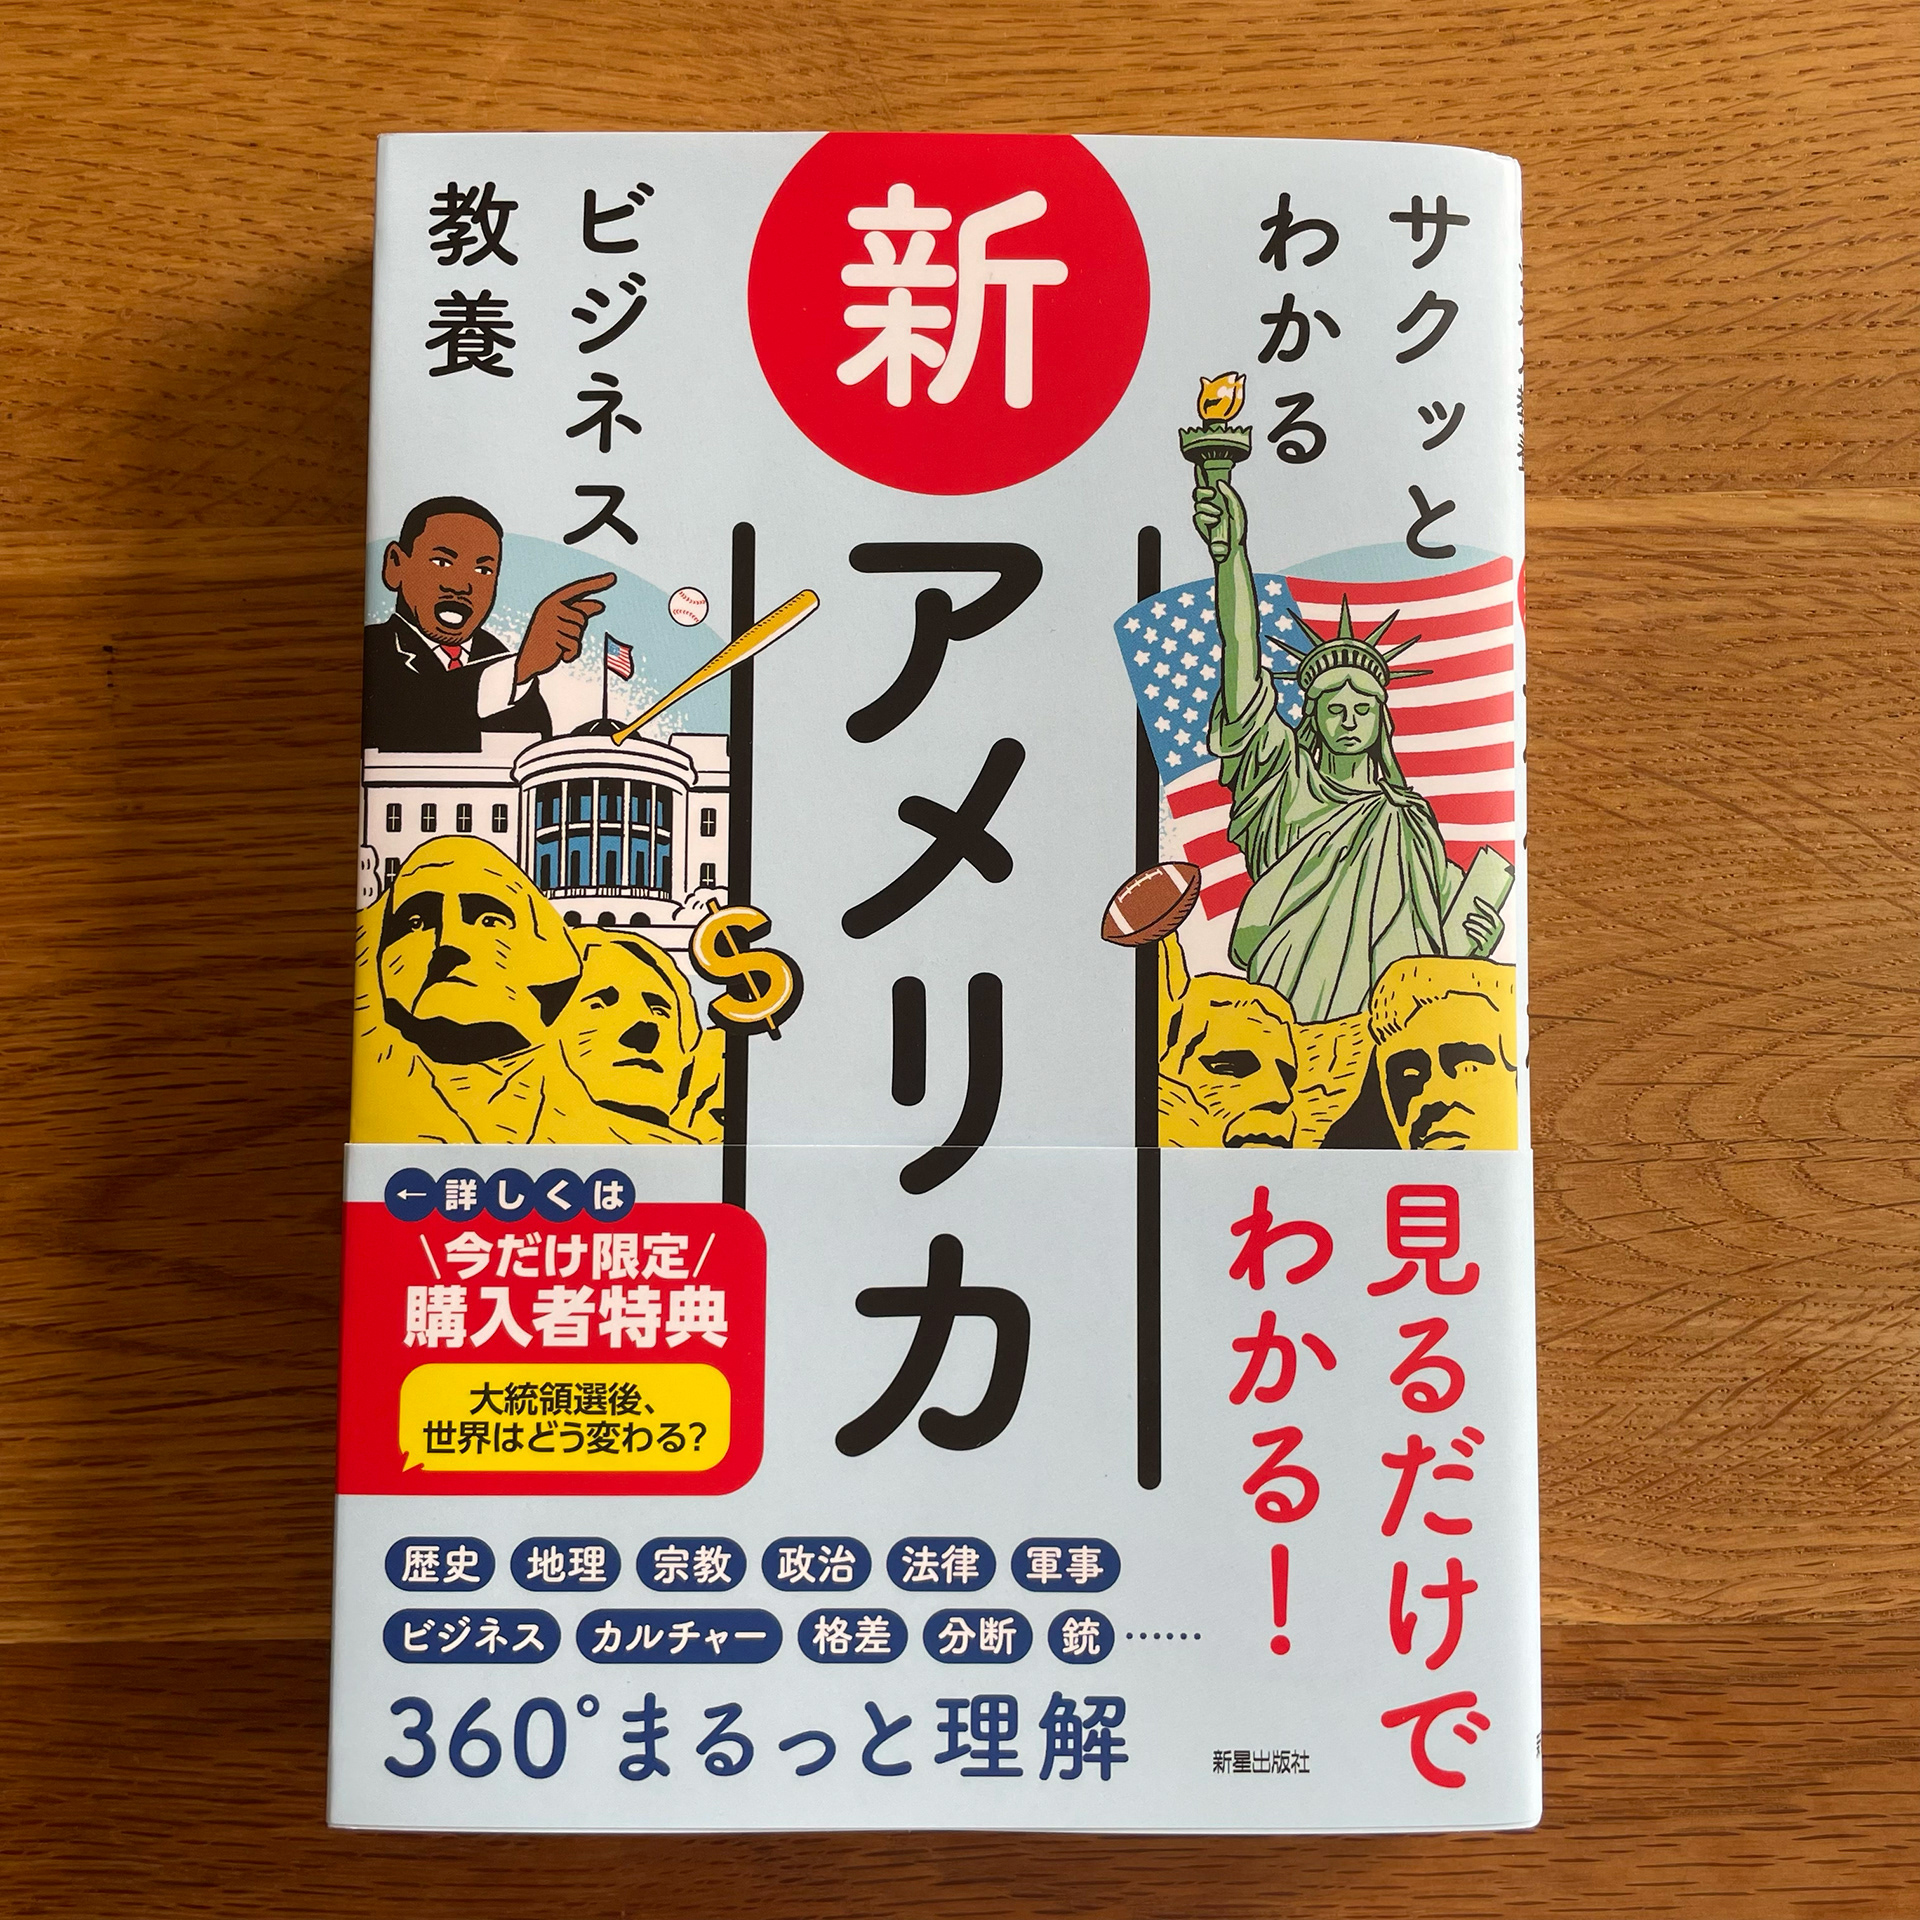 サクッと
わかる
ビジネス
教養
新
アメリカ
見るだけで
わかる!
←詳しくは
\今だけ限定/
購入者特典
大統領選後、
世界はどう変わる?
歴史 地理 宗教 政治 法律 軍事
ビジネス カルチャー 格差 分断 銃……
360°まるっと理解
新星出版社